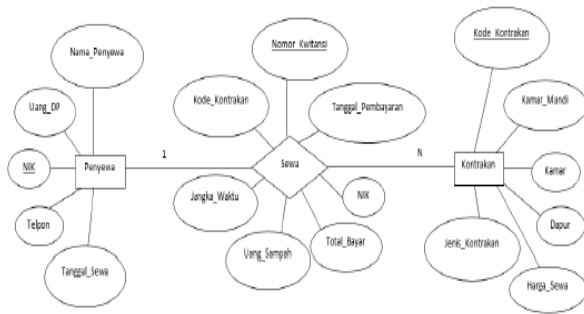 Nomor_Kwitansi
Kode_Kontrakan
Nama_Penyewa
Uang_DP
Kode_Kontrakan
Tanggal_Pembayaran
Kamar_Mandi
NIK
Penyewa
1
Sewa
N
Kontrakan
Kamar
Telpon
Jangka_Waktu
NIK
Dapur
Tanggal_Sewa
Ueng_Sempeh
Total_Bayar
Jenis_Kontrakan
Harga_Sewa